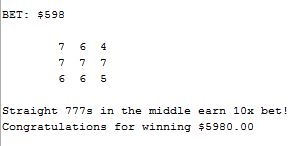 BET: $598
7 6 4
7 7 7
6 6 5
Straight 777s in the middle earn 10x bet!
Congratulations for winning $5980.00